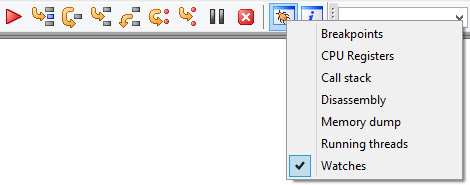 Breakpoints
CPU Registers
Call stack
Disassembly
Memory dump
Running threads
Watches